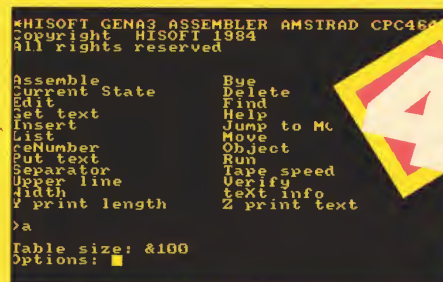 *HISOFT GENA3 ASSEMBLER AMSTRAD CPC464
Copyright HISOFT 1984
All rights reserved
Assemble Bye
Current State Delete
Edit Find
Get text Help
Insert Jump to MC
List Move
reNumber Object
Put text Run
Separator Tape speed
Upper line Verify
Width teXt info
Y print length Z print text
>a
Table size: &100
Options: